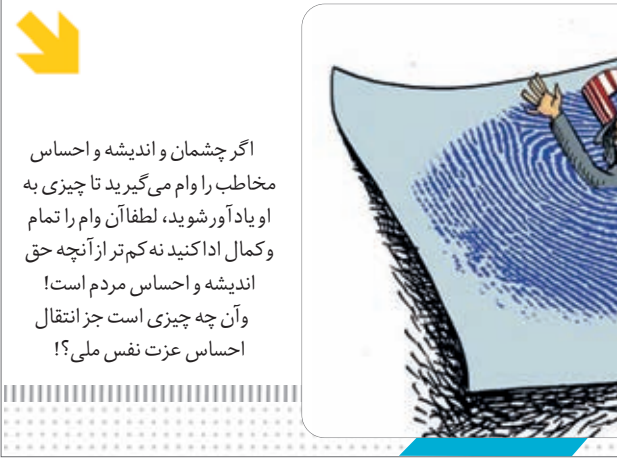 اگر چشمان و اندیشه و احساس
مخاطب را وام می‌گیرید تا چیزی به
او یادآور شوید، لطفا آن وام را تمام
و کمال ادا کنید نه کم‌تر از آنچه حق
اندیشه و احساس مردم است!
و آن چه چیزی است جز انتقال
احساس عزت نفس ملی؟!